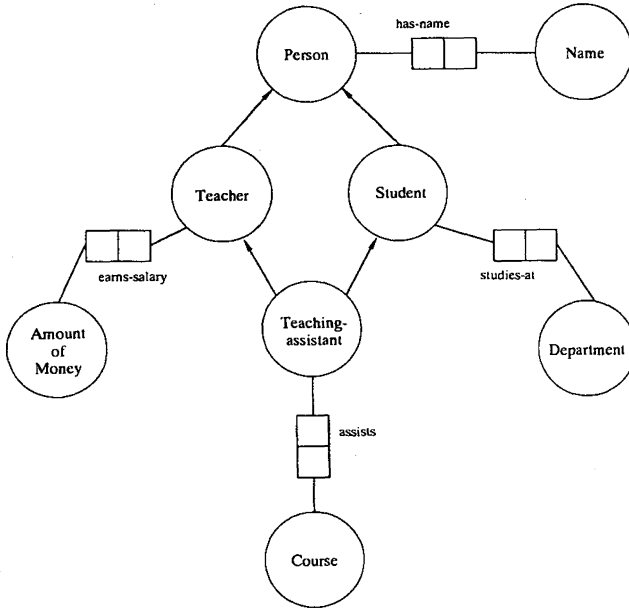 has-name
Person
Name
Teacher
Student
earns-salary
studies-at
Teaching-
assistant
Amount
of
Money
Department
assists
Course